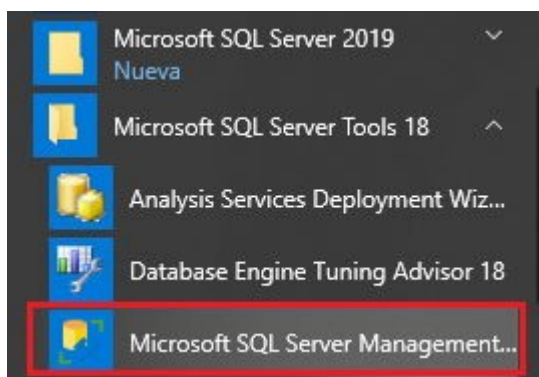 Microsoft SQL Server 2019
Nueva
Microsoft SQL Server Tools 18
Analysis Services Deployment Wiz...
Database Engine Tuning Advisor 18
Microsoft SQL Server Management...